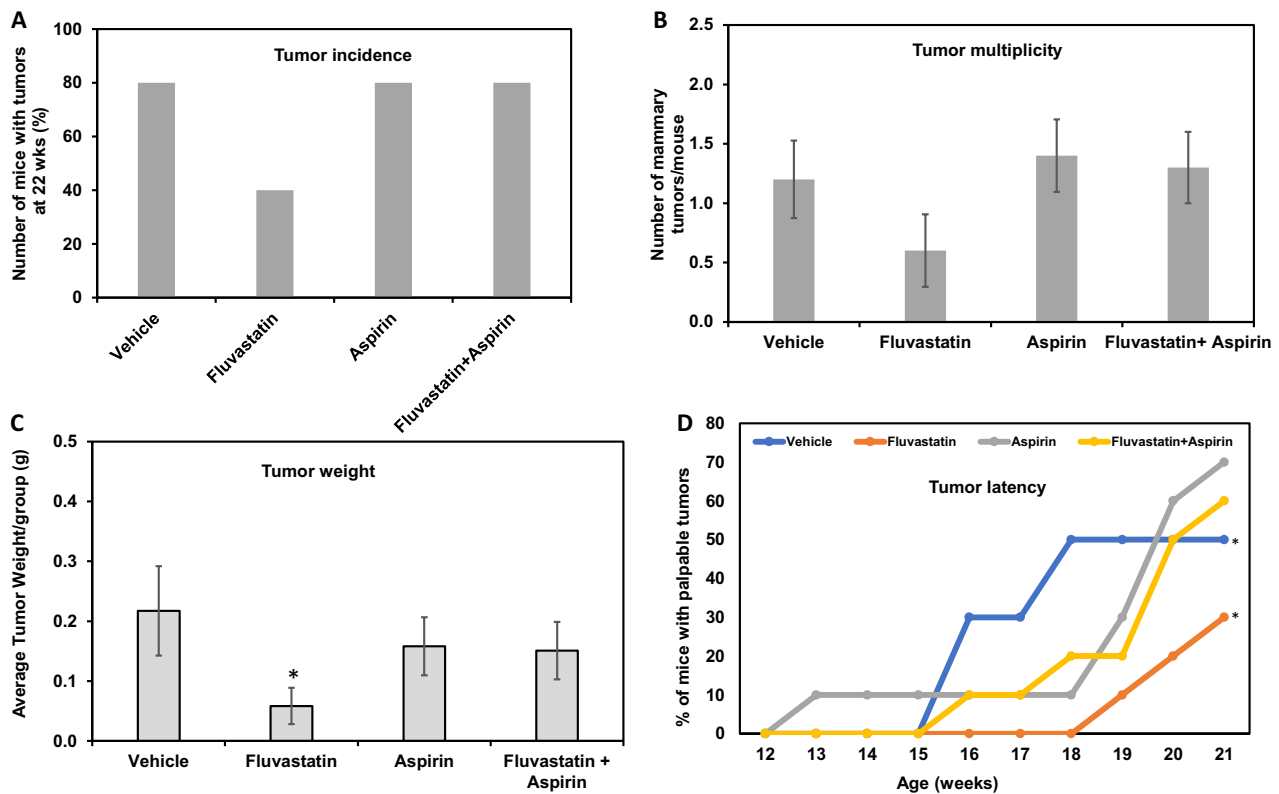 A
Tumor incidence
Number of mice with tumors
at 22 wks (%)
100
80
60
40
20
0
Vehicle
Fluvastatin
Aspirin
Fluvastatin+Aspirin
B
Tumor multiplicity
Number of mammary
tumors/mouse
2.5
2.0
1.5
1.0
0.5
0.0
Vehicle
Fluvastatin
Aspirin
Fluvastatin+ Aspirin
C
Tumor weight
Average Tumor Weight/group (g)
0.5
0.4
0.3
0.2
0.1
0.0
*
Vehicle
Fluvastatin
Aspirin
Fluvastatin +
Aspirin
D
Vehicle Fluvastatin Aspirin Fluvastatin+Aspirin
Tumor latency
% of mice with palpable tumors
80
70
60
50
40
30
20
10
0
*
*
12 13 14 15 16 17 18 19 20 21
Age (weeks)